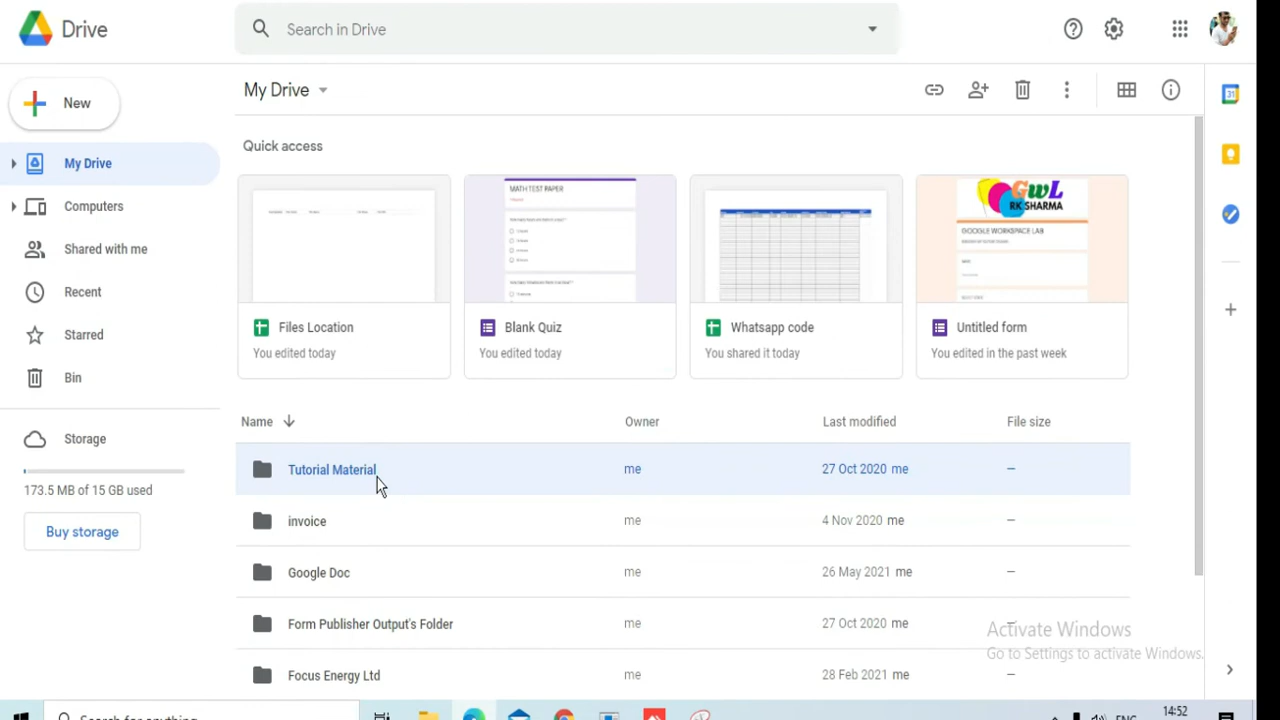 Drive
Search in Drive
New
My Drive
My Drive
Computers
Shared with me
Recent
Starred
Bin
Storage
173.5 MB of 15 GB used
Buy storage
Quick access
MATH TEST PAPER
GWL
RK SHARMA
GOOGLE WORKSPACE LAB
Files Location
You edited today
Blank Quiz
You edited today
Whatsapp code
You shared it today
Untitled form
You edited in the past week
Name Owner Last modified File size
Tutorial Material me 27 Oct 2020 me –
invoice me 4 Nov 2020 me –
Google Doc me 26 May 2021 me –
Form Publisher Output's Folder me 27 Oct 2020 me –
Focus Energy Ltd me 28 Feb 2021 me –
Activate Windows
Go to Settings to activate Windows.
31
Search for anything
ENG
14:52